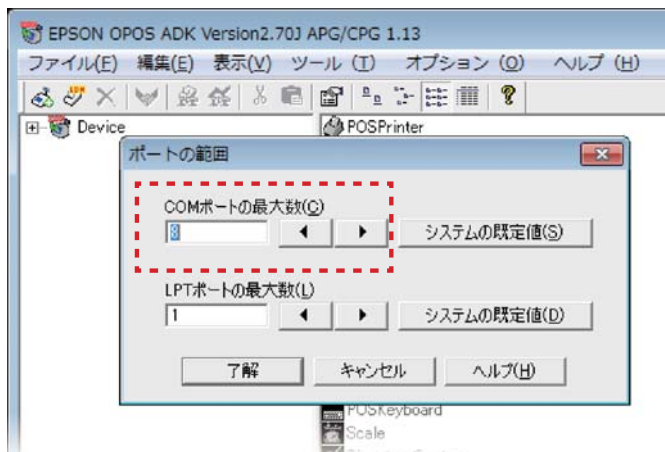 EPSON OPOS ADK Version2.70J APG/CPG 1.13
ファイル(F) 編集(E) 表示(V) ツール (T) オプション (O) ヘルプ (H)
Device
POSPrinter
ポートの範囲
COMポートの最大数(C)
8
システムの既定値(S)
LPTポートの最大数(L)
1
システムの既定値(D)
了解 キャンセル ヘルプ(H)
POSKeyboard
Scale